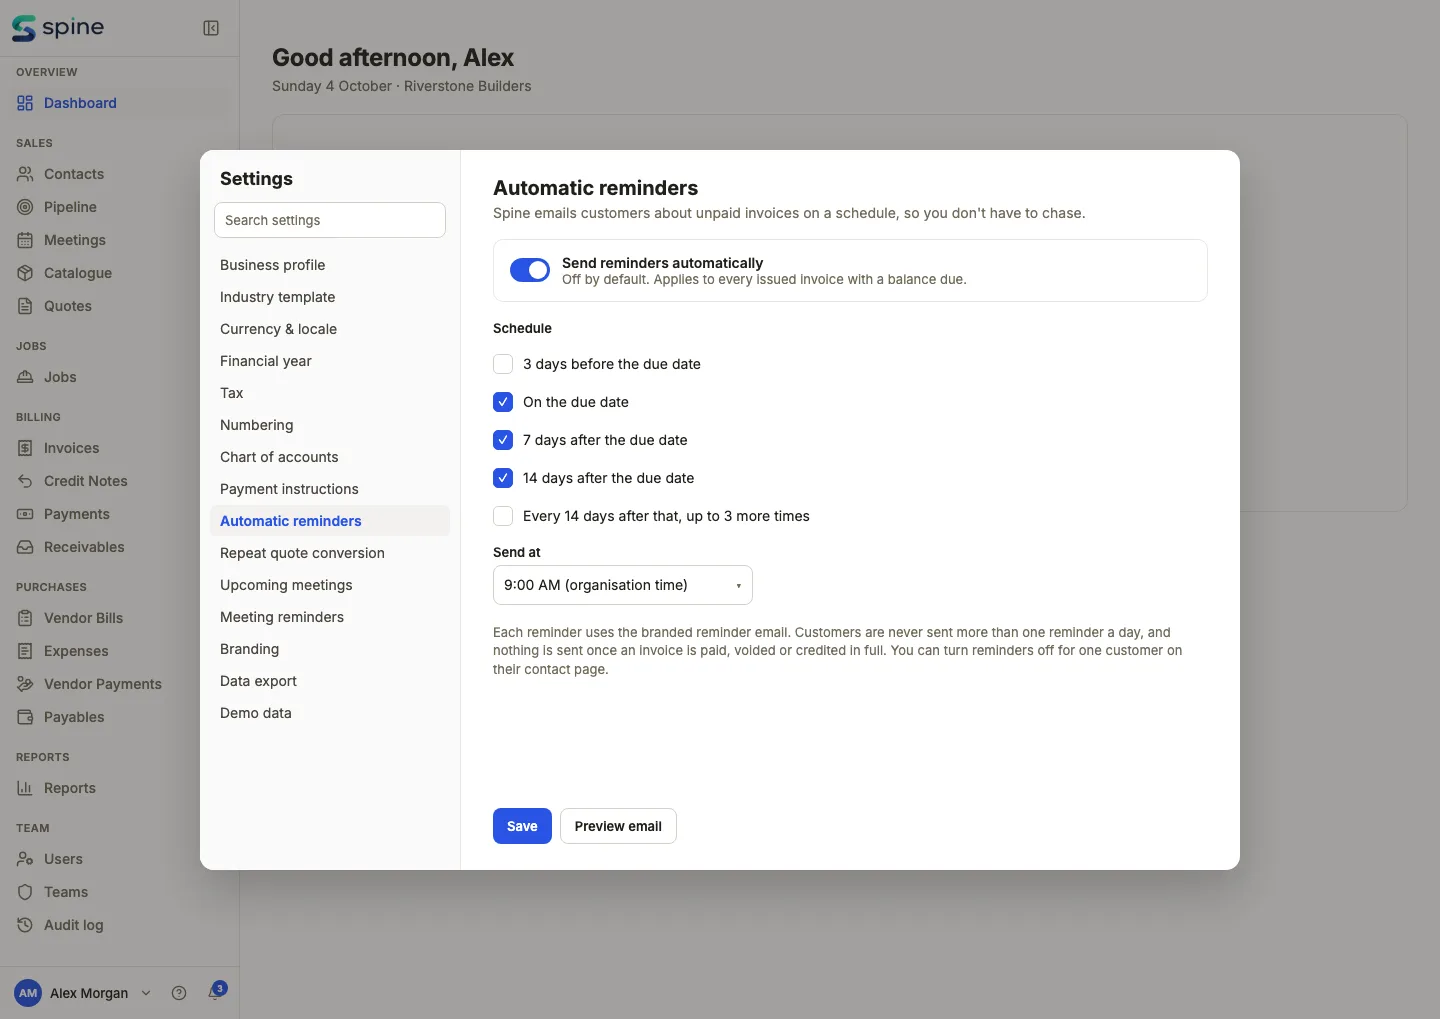 spine
OVERVIEW
Dashboard
SALES
Contacts
Pipeline
Meetings
Catalogue
Quotes
JOBS
Jobs
BILLING
Invoices
Credit Notes
Payments
Receivables
PURCHASES
Vendor Bills
Expenses
Vendor Payments
Payables
REPORTS
Reports
TEAM
Users
Teams
Audit log
AM
Alex Morgan
3
Good afternoon, Alex
Sunday 4 October · Riverstone Builders
Settings
Search settings
Business profile
Industry template
Currency & locale
Financial year
Tax
Numbering
Chart of accounts
Payment instructions
Automatic reminders
Repeat quote conversion
Upcoming meetings
Meeting reminders
Branding
Data export
Demo data
Automatic reminders
Spine emails customers about unpaid invoices on a schedule, so you don't have to chase.
Send reminders automatically
Off by default. Applies to every issued invoice with a balance due.
Schedule
3 days before the due date
On the due date
7 days after the due date
14 days after the due date
Every 14 days after that, up to 3 more times
Send at
9:00 AM (organisation time)
Each reminder uses the branded reminder email. Customers are never sent more than one reminder a day, and
nothing is sent once an invoice is paid, voided or credited in full. You can turn reminders off for one customer on
their contact page.
Save
Preview email